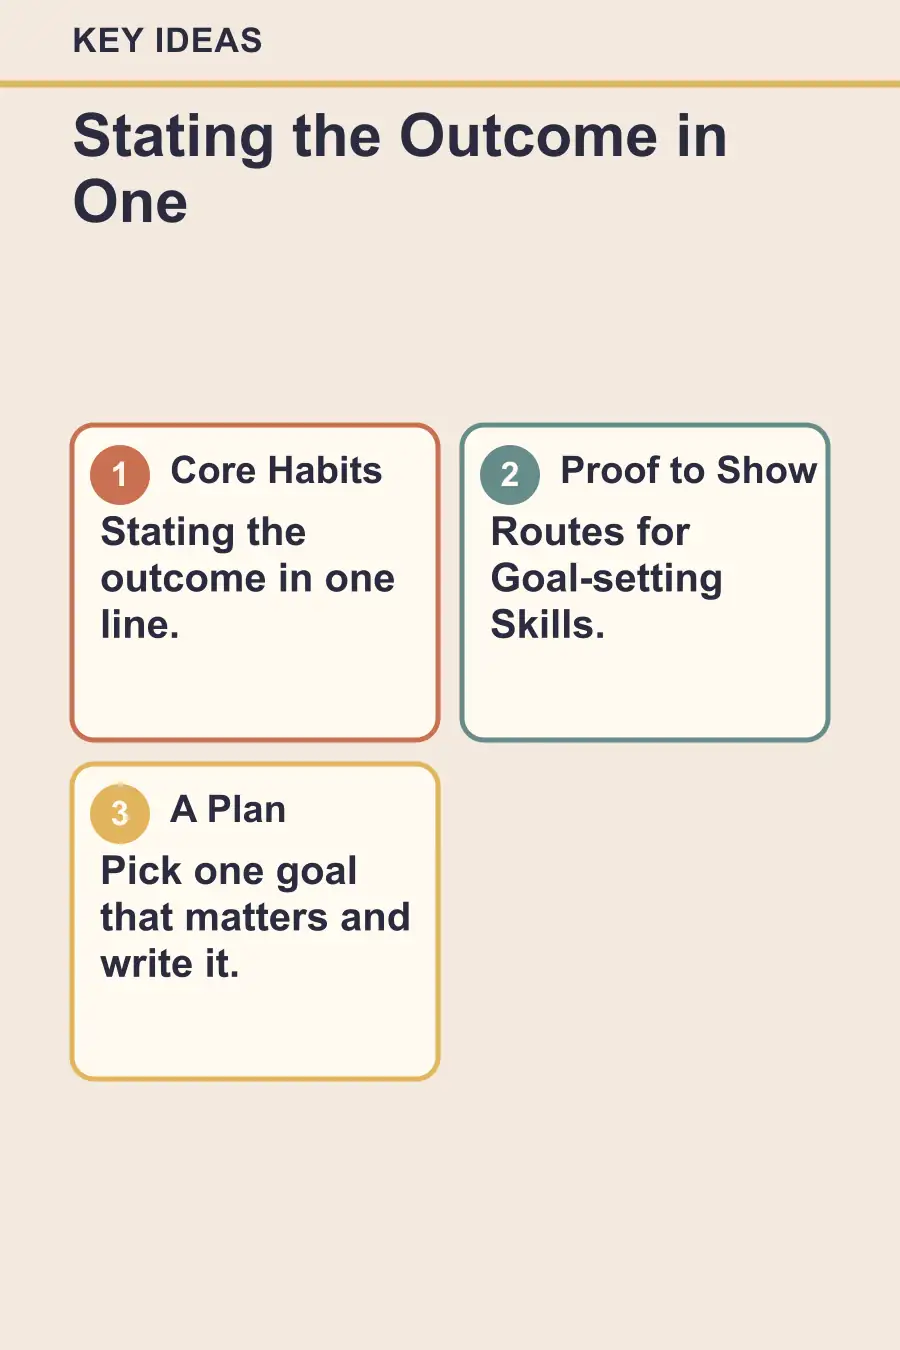 KEY IDEAS
Stating the Outcome in
One
1
Core Habits
Stating the
outcome in one
line.
2
Proof to Show
Routes for
Goal-setting
Skills.
3
A Plan
Pick one goal
that matters and
write it.